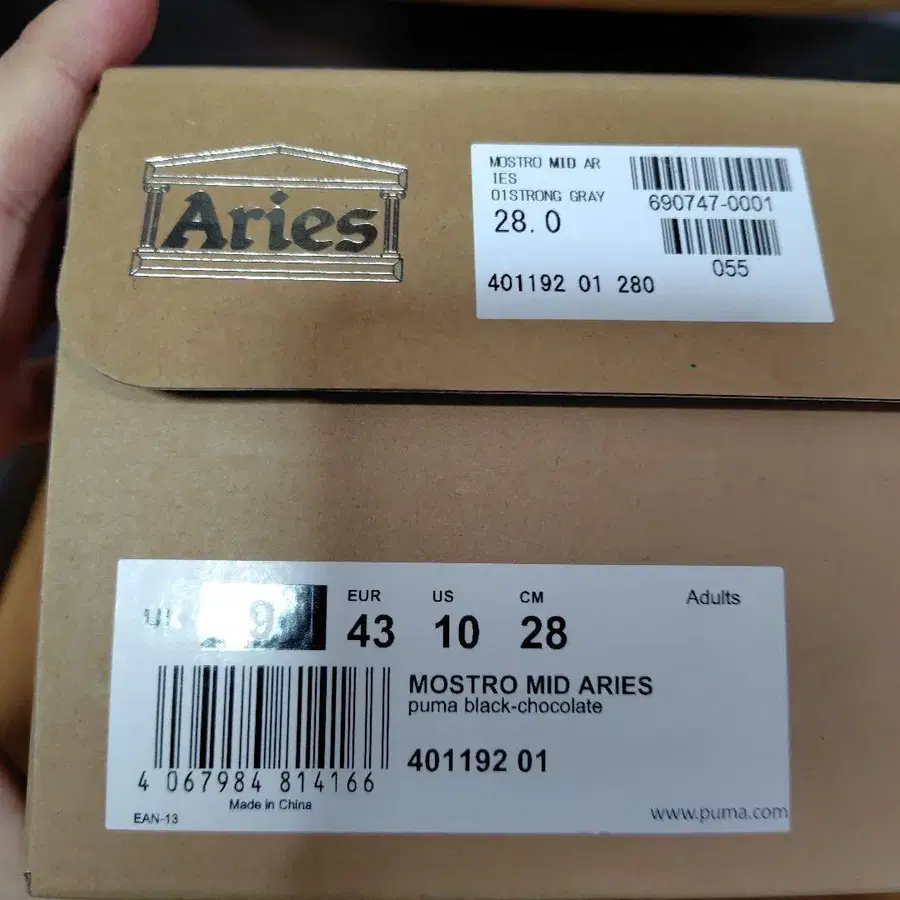 Aries
MOSTRO MID AR
IES
01STRONG GRAY
28.0
401192 01 280
690747-0001
055
UK 9
EUR 43
US 10
CM 28
Adults
MOSTRO MID ARIES
puma black-chocolate
401192 01
4 067984 814166
Made in China
EAN-13
www.puma.com